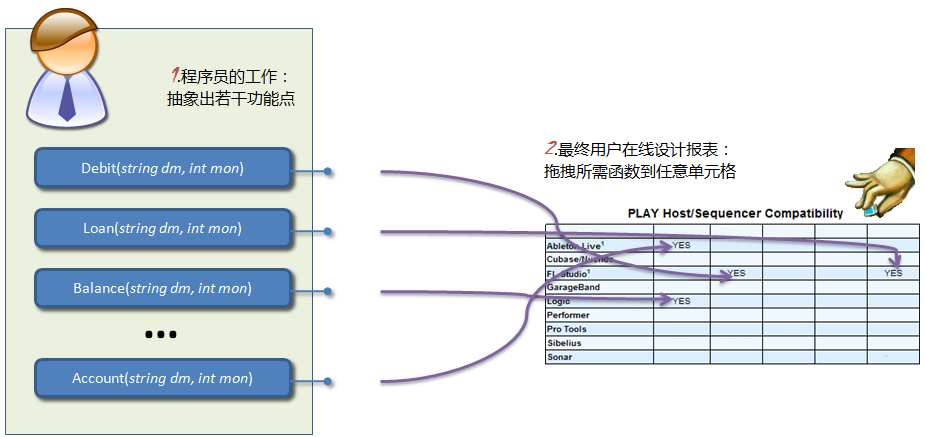 1.程序员的工作：
抽象出若干功能点
Debit(string dm, int mon)
Loan(string dm, int mon)
Balance(string dm, int mon)
...
Account(string dm, int mon)
2.最终用户在线设计报表：
拖拽所需函数到任意单元格
PLAY Host/Sequencer Compatibility
Ableton Live1 YES
Cubase/Nuendo
FL Studio1 YES YES
GarageBand
Logic YES
Performer
Pro Tools
Sibelius
Sonar